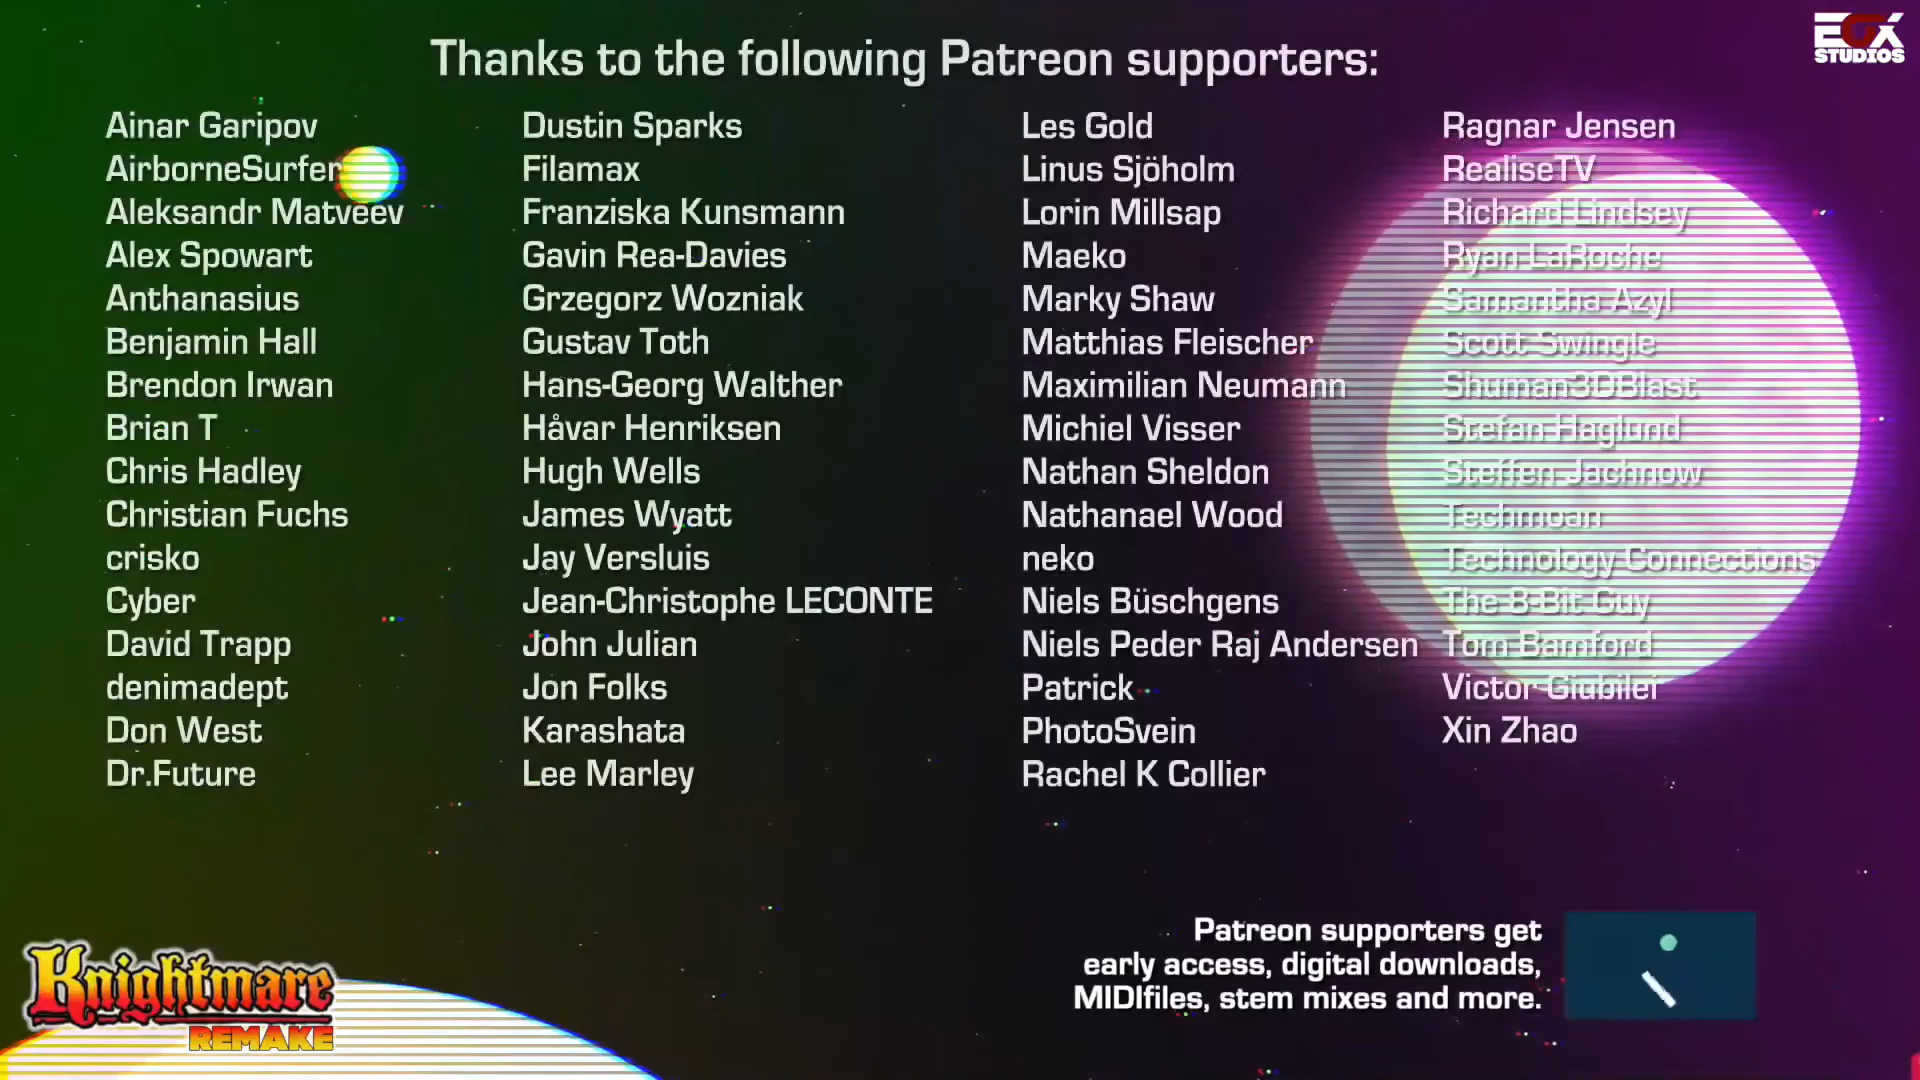 Thanks to the following Patreon supporters:
EGX
STUDIOS
Ainar Garipov
AirborneSurfer
Aleksandr Matveev
Alex Spowart
Anthanasius
Benjamin Hall
Brendon Irwan
Brian T
Chris Hadley
Christian Fuchs
crisko
Cyber
David Trapp
denimadept
Don West
Dr.Future
Dustin Sparks
Filamax
Franziska Kunsmann
Gavin Rea-Davies
Grzegorz Wozniak
Gustav Toth
Hans-Georg Walther
Håvar Henriksen
Hugh Wells
James Wyatt
Jay Versluis
Jean-Christophe LECONTE
John Julian
Jon Folks
Karashata
Lee Marley
Les Gold
Linus Sjöholm
Lorin Millsap
Maeko
Marky Shaw
Matthias Fleischer
Maximilian Neumann
Michiel Visser
Nathan Sheldon
Nathanael Wood
neko
Niels Büschgens
Niels Peder Raj Andersen
Patrick
PhotoSvein
Rachel K Collier
Ragnar Jensen
RealiseTV
Richard Lindsey
Ryan LaRoche
Samantha Azyl
Scott Swingle
Shuman3DBlast
Stefan Haglund
Steffen Jachnow
Techmoan
Technology Connections
The 8-Bit Guy
Tom Bamford
Victor Giubilei
Xin Zhao
Patreon supporters get
early access, digital downloads,
MIDIfiles, stem mixes and more.
Knightmare
REMAKE